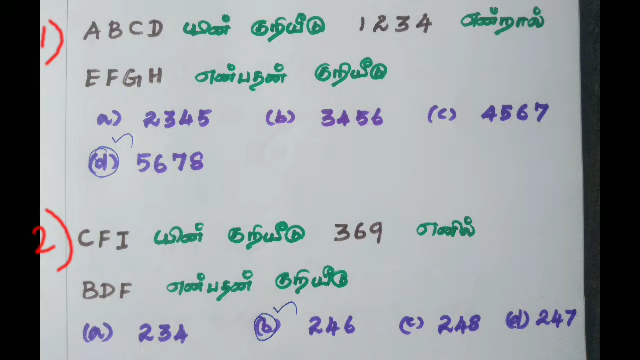 1) ABCD யின் குறியீடு 1234 என்றால்
EFGH என்பதன் குறியீடு
a) 2345 (b) 3456 (c) 4567
(d) 5678
2) CFI யின் குறியீடு 369 எனில்
BDF என்பதன் குறியீடு
(a) 234 (b) 246 (c) 248 (d) 247